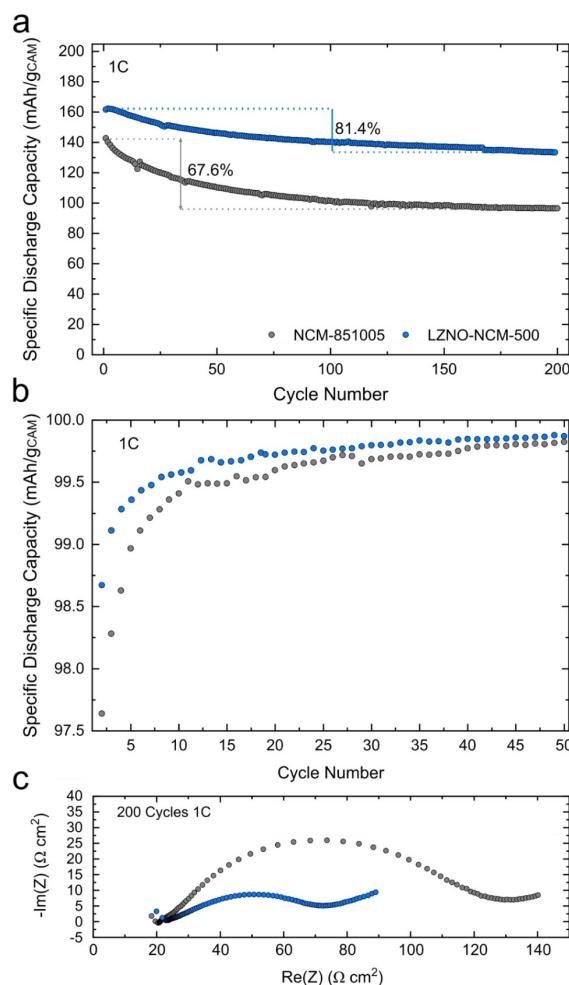 a
Specific Discharge Capacity (mAh/gCAM)
200
180
160
140
120
100
80
60
40
20
0
1C
81.4%
67.6%
NCM-851005 LZNO-NCM-500
0 50 100 150 200
Cycle Number
b
Specific Discharge Capacity (mAh/gCAM)
100.0
99.5
99.0
98.5
98.0
97.5
1C
5 10 15 20 25 30 35 40 45 50
Cycle Number
c
-Im(Z) (Ω cm²)
40
35
30
25
20
15
10
5
0
-5
200 Cycles 1C
0 20 40 60 80 100 120 140
Re(Z) (Ω cm²)